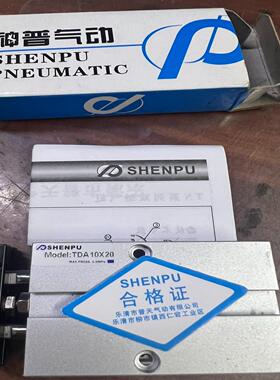 神普气动
SHENPU
PNEUMATIC
SHENPU
SHENPU
Model:TDA10X20
SHENPU
合格证
乐清市普天气动有限公司
乐清市柳市镇西仁宕工业区